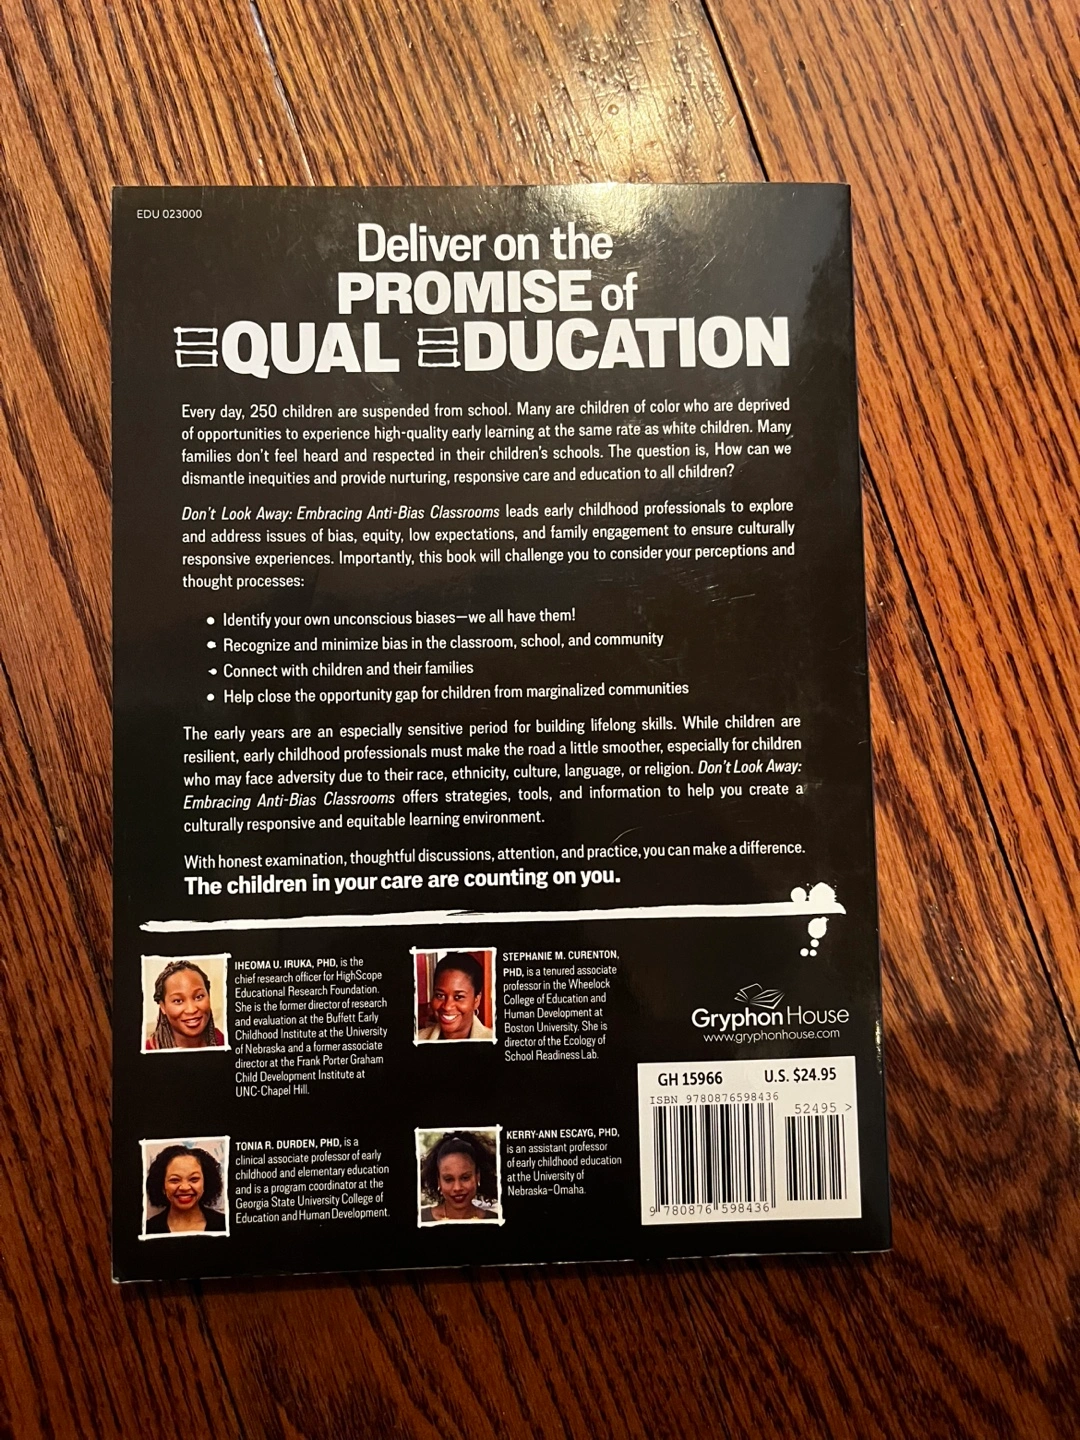 EDU 023000
Deliver on the
PROMISE of
EQUAL EDUCATION
Every day, 250 children are suspended from school. Many are children of color who are deprived
of opportunities to experience high-quality early learning at the same rate as white children. Many
families don't feel heard and respected in their children's schools. The question is, How can we
dismantle inequities and provide nurturing, responsive care and education to all children?
Don't Look Away: Embracing Anti-Bias Classrooms leads early childhood professionals to explore
and address issues of bias, equity, low expectations, and family engagement to ensure culturally
responsive experiences. Importantly, this book will challenge you to consider your perceptions and
thought processes:
• Identify your own unconscious biases—we all have them!
• Recognize and minimize bias in the classroom, school, and community
• Connect with children and their families
• Help close the opportunity gap for children from marginalized communities
The early years are an especially sensitive period for building lifelong skills. While children are
resilient, early childhood professionals must make the road a little smoother, especially for children
who may face adversity due to their race, ethnicity, culture, language, or religion. Don't Look Away:
Embracing Anti-Bias Classrooms offers strategies, tools, and information to help you create a
culturally responsive and equitable learning environment.
With honest examination, thoughtful discussions, attention, and practice, you can make a difference.
The children in your care are counting on you.
IHEOMA U. IRUKA, PHD, is the
chief research officer for HighScope
Educational Research Foundation.
She is the former director of research
and evaluation at the Buffett Early
Childhood Institute at the University
of Nebraska and a former associate
director at the Frank Porter Graham
Child Development Institute at
UNC-Chapel Hill.
STEPHANIE M. CURENTON,
PHD, is a tenured associate
professor in the Wheelock
College of Education and
Human Development at
Boston University. She is
director of the Ecology of
School Readiness Lab.
TONIA R. DURDEN, PHD, is a
clinical associate professor of early
childhood and elementary education
and is a program coordinator at the
Georgia State University College of
Education and Human Development.
KERRY-ANN ESCAYG, PHD,
is an assistant professor
of early childhood education
at the University of
Nebraska–Omaha.
Gryphon House
www.gryphonhouse.com
GH 15966 U.S. $24.95
ISBN 9780876598436
52495 >
9 780876 598436